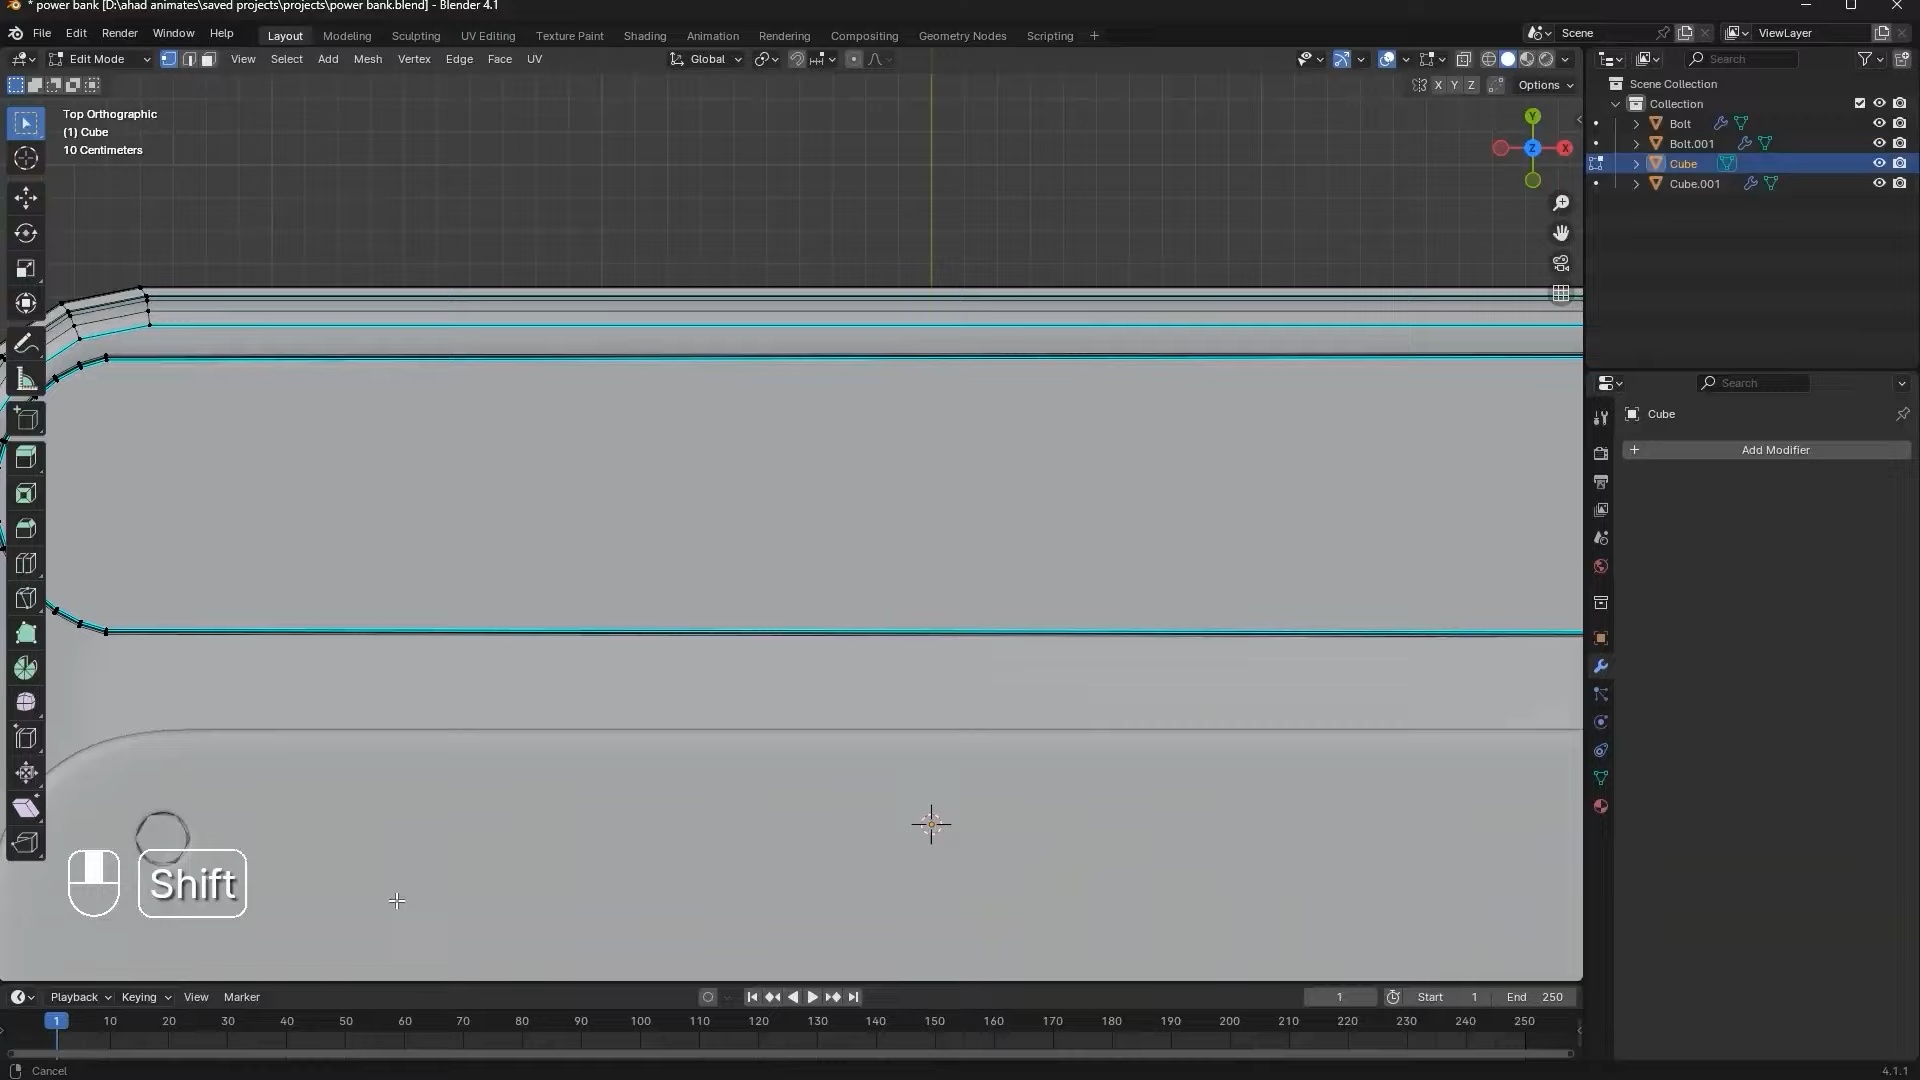 * power bank [D:\ahad animates\saved projects\projects\power bank.blend] - Blender 4.1
File Edit Render Window Help Layout Modeling Sculpting UV Editing Texture Paint Shading Animation Rendering Compositing Geometry Nodes Scripting + Scene ViewLayer
Edit Mode View Select Add Mesh Vertex Edge Face UV Global Search
X Y Z Options
Scene Collection
Collection
Bolt
Bolt.001
Cube
Cube.001
Top Orthographic
(1) Cube
10 Centimeters
Y
Z X
Search
Cube
+ Add Modifier
Shift
Playback Keying View Marker 1 Start 1 End 250
1 10 20 30 40 50 60 70 80 90 100 110 120 130 140 150 160 170 180 190 200 210 220 230 240 250
Cancel 4.1.1